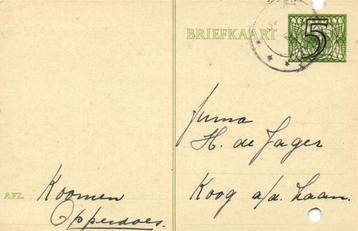 BRIEFKAART
5
Firma
H. de Jager
Koog a/d Zaan.
AFZ.
Koomen
Opperdoes.